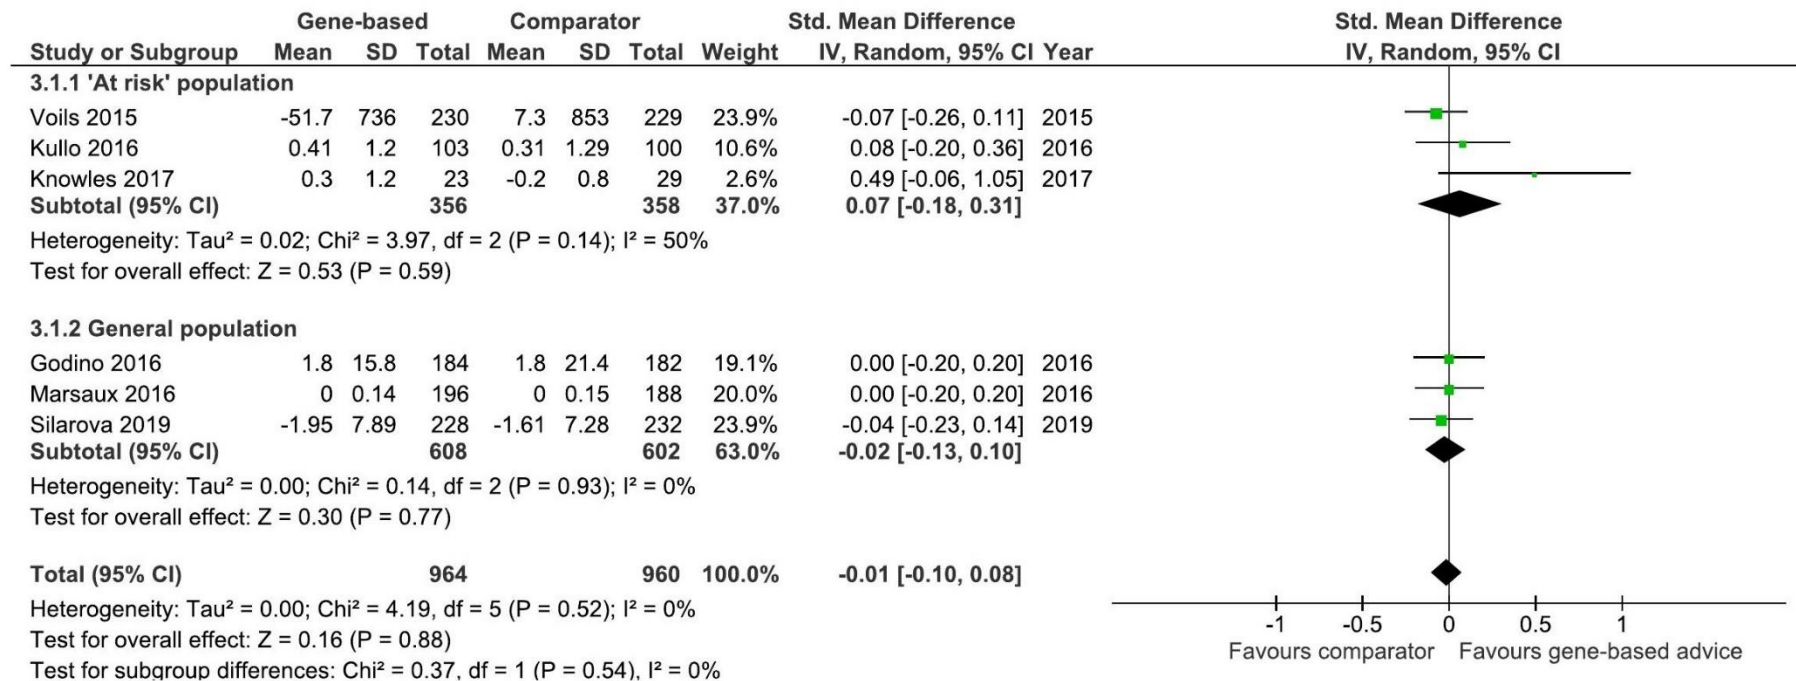 Gene-based Comparator Std. Mean Difference Std. Mean Difference
Study or Subgroup Mean SD Total Mean SD Total Weight IV, Random, 95% CI Year IV, Random, 95% CI
3.1.1 'At risk' population
Voils 2015 -51.7 736 230 7.3 853 229 23.9% -0.07 [-0.26, 0.11] 2015
Kullo 2016 0.41 1.2 103 0.31 1.29 100 10.6% 0.08 [-0.20, 0.36] 2016
Knowles 2017 0.3 1.2 23 -0.2 0.8 29 2.6% 0.49 [-0.06, 1.05] 2017
Subtotal (95% CI) 356 358 37.0% 0.07 [-0.18, 0.31]
Heterogeneity: Tau² = 0.02; Chi² = 3.97, df = 2 (P = 0.14); I² = 50%
Test for overall effect: Z = 0.53 (P = 0.59)
3.1.2 General population
Godino 2016 1.8 15.8 184 1.8 21.4 182 19.1% 0.00 [-0.20, 0.20] 2016
Marsaux 2016 0 0.14 196 0 0.15 188 20.0% 0.00 [-0.20, 0.20] 2016
Silarova 2019 -1.95 7.89 228 -1.61 7.28 232 23.9% -0.04 [-0.23, 0.14] 2019
Subtotal (95% CI) 608 602 63.0% -0.02 [-0.13, 0.10]
Heterogeneity: Tau² = 0.00; Chi² = 0.14, df = 2 (P = 0.93); I² = 0%
Test for overall effect: Z = 0.30 (P = 0.77)
Total (95% CI) 964 960 100.0% -0.01 [-0.10, 0.08]
Heterogeneity: Tau² = 0.00; Chi² = 4.19, df = 5 (P = 0.52); I² = 0%
Test for overall effect: Z = 0.16 (P = 0.88)
Test for subgroup differences: Chi² = 0.37, df = 1 (P = 0.54), I² = 0%
-1 -0.5 0 0.5 1
Favours comparator Favours gene-based advice